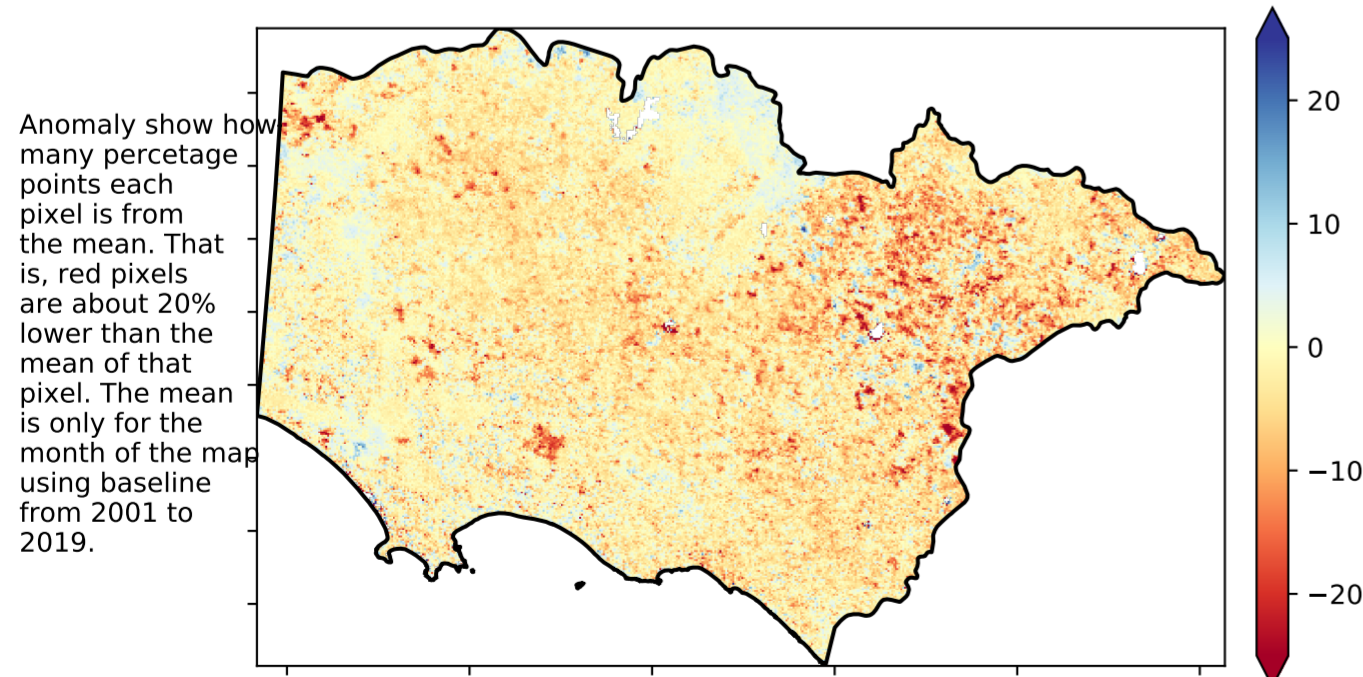 Anomaly show how
many percetage
points each
pixel is from
the mean. That
is, red pixels
are about 20%
lower than the
mean of that
pixel. The mean
is only for the
month of the map
using baseline
from 2001 to
2019.
20
10
0
−10
−20